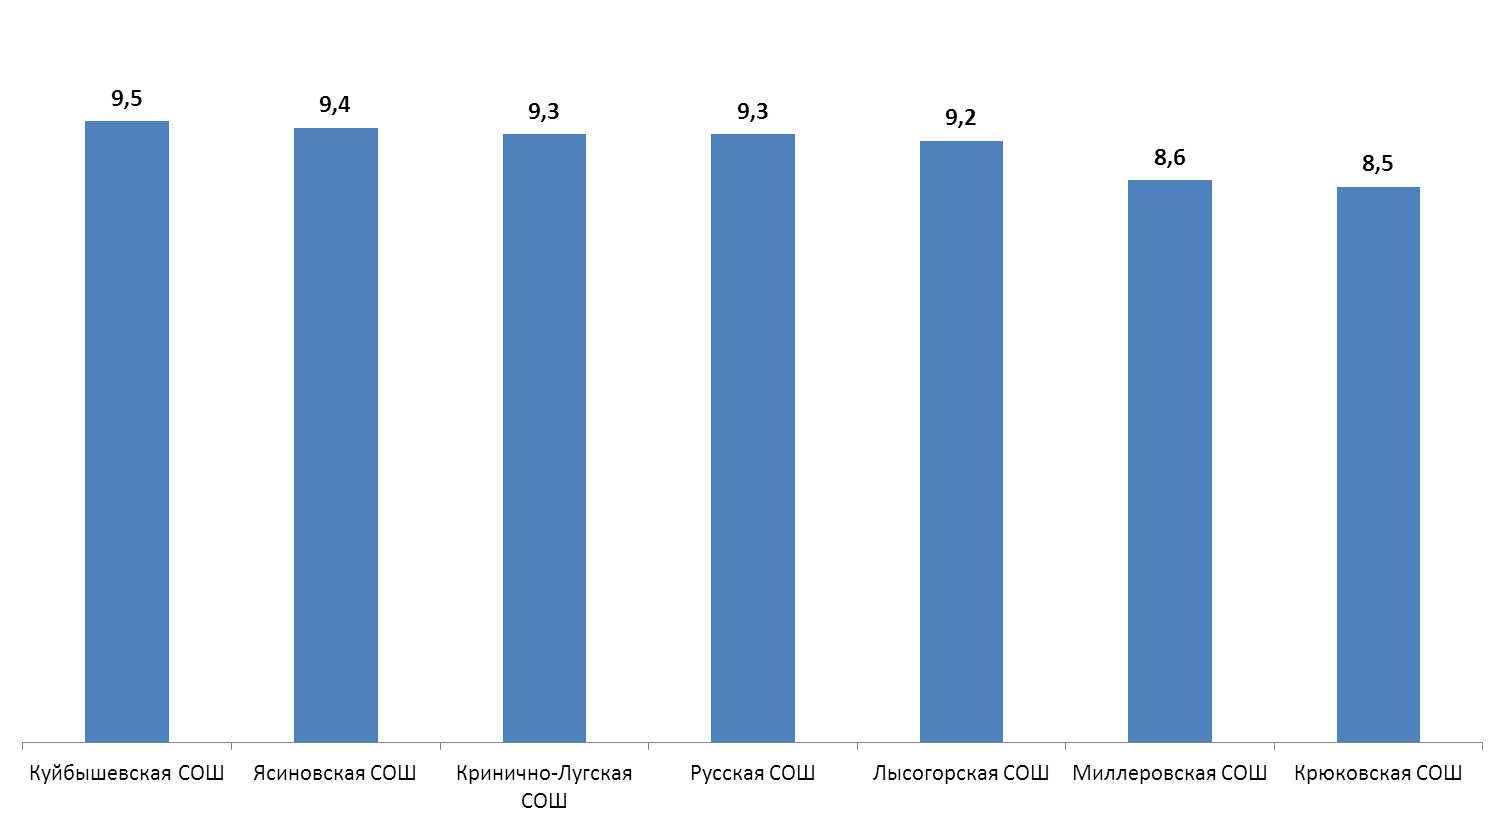 9,5
9,4
9,3
9,3
9,2
8,6
8,5
Куйбышевская СОШ
Ясиновская СОШ
Кринично-Лугская
СОШ
Русская СОШ
Лысогорская СОШ
Миллеровская СОШ
Крюковская СОШ